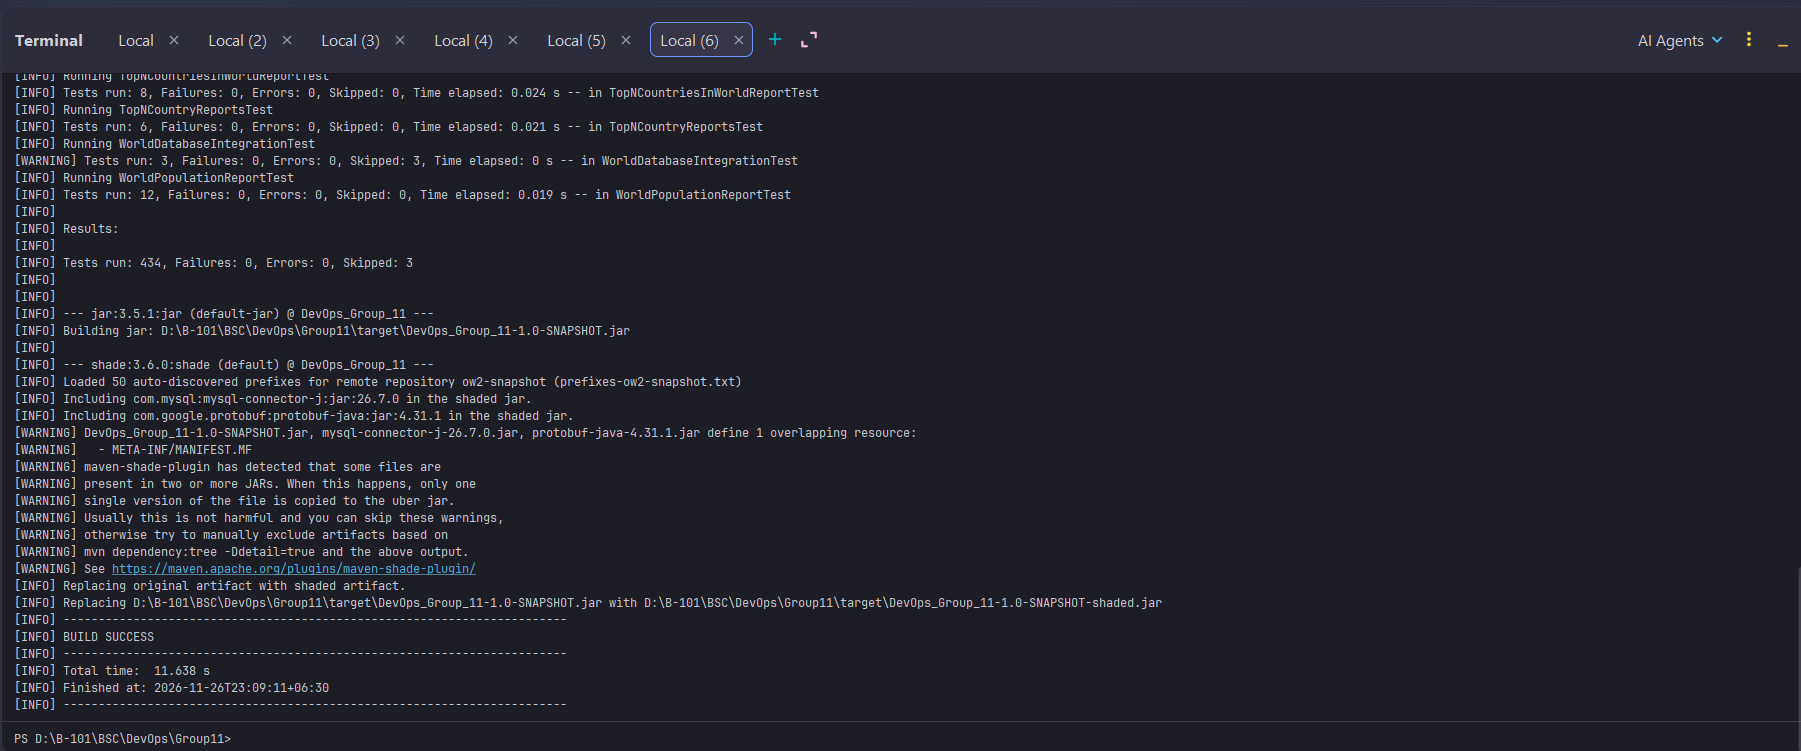 Terminal Local × Local (2) × Local (3) × Local (4) × Local (5) × Local (6) × + AI Agents
[INFO] Running TopNCountriesInWorldReportTest
[INFO] Tests run: 8, Failures: 0, Errors: 0, Skipped: 0, Time elapsed: 0.024 s -- in TopNCountriesInWorldReportTest
[INFO] Running TopNCountryReportsTest
[INFO] Tests run: 6, Failures: 0, Errors: 0, Skipped: 0, Time elapsed: 0.021 s -- in TopNCountryReportsTest
[INFO] Running WorldDatabaseIntegrationTest
[WARNING] Tests run: 3, Failures: 0, Errors: 0, Skipped: 3, Time elapsed: 0 s -- in WorldDatabaseIntegrationTest
[INFO] Running WorldPopulationReportTest
[INFO] Tests run: 12, Failures: 0, Errors: 0, Skipped: 0, Time elapsed: 0.019 s -- in WorldPopulationReportTest
[INFO]
[INFO] Results:
[INFO]
[INFO] Tests run: 434, Failures: 0, Errors: 0, Skipped: 3
[INFO]
[INFO]
[INFO] --- jar:3.5.1:jar (default-jar) @ DevOps_Group_11 ---
[INFO] Building jar: D:\B-101\BSC\DevOps\Group11\target\DevOps_Group_11-1.0-SNAPSHOT.jar
[INFO]
[INFO] --- shade:3.6.0:shade (default) @ DevOps_Group_11 ---
[INFO] Loaded 50 auto-discovered prefixes for remote repository ow2-snapshot (prefixes-ow2-snapshot.txt)
[INFO] Including com.mysql:mysql-connector-j:jar:26.7.0 in the shaded jar.
[INFO] Including com.google.protobuf:protobuf-java:jar:4.31.1 in the shaded jar.
[WARNING] DevOps_Group_11-1.0-SNAPSHOT.jar, mysql-connector-j-26.7.0.jar, protobuf-java-4.31.1.jar define 1 overlapping resource:
[WARNING]   - META-INF/MANIFEST.MF
[WARNING] maven-shade-plugin has detected that some files are
[WARNING] present in two or more JARs. When this happens, only one
[WARNING] single version of the file is copied to the uber jar.
[WARNING] Usually this is not harmful and you can skip these warnings,
[WARNING] otherwise try to manually exclude artifacts based on
[WARNING] mvn dependency:tree -Ddetail=true and the above output.
[WARNING] See https://maven.apache.org/plugins/maven-shade-plugin/
[INFO] Replacing original artifact with shaded artifact.
[INFO] Replacing D:\B-101\BSC\DevOps\Group11\target\DevOps_Group_11-1.0-SNAPSHOT.jar with D:\B-101\BSC\DevOps\Group11\target\DevOps_Group_11-1.0-SNAPSHOT-shaded.jar
[INFO] ------------------------------------------------------------------------
[INFO] BUILD SUCCESS
[INFO] ------------------------------------------------------------------------
[INFO] Total time:  11.638 s
[INFO] Finished at: 2026-11-26T23:09:11+06:30
[INFO] ------------------------------------------------------------------------
PS D:\B-101\BSC\DevOps\Group11>